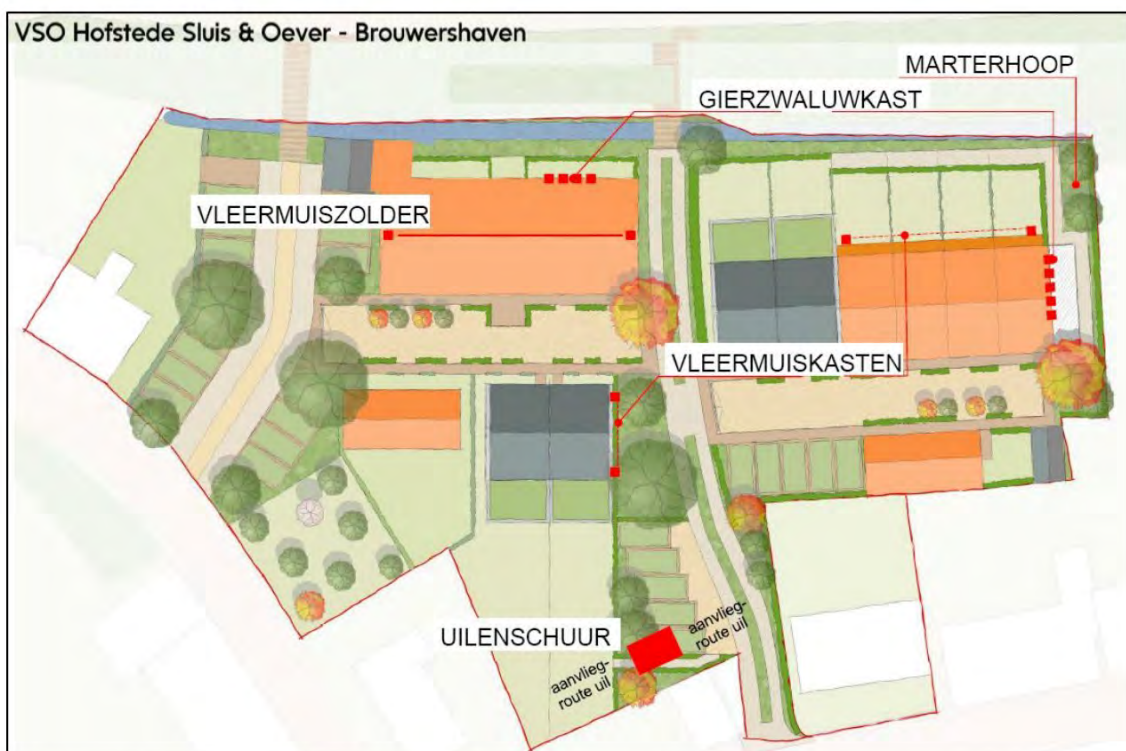 VSO Hofstede Sluis & Oever - Brouwershaven
MARTERHOOP
GIERZWALUWKAST
VLEERMUISZOLDER
VLEERMUISKASTEN
UILENSCHUUR
aanvlieg-
route uil
aanvlieg-
route uil